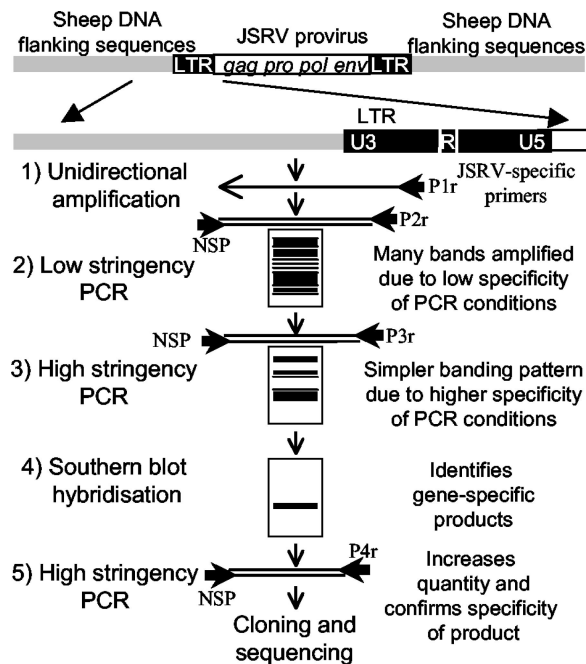 Sheep DNA
flanking sequences
JSRV provirus
Sheep DNA
flanking sequences
LTR gag pro pol env LTR
LTR
U3 R U5
1) Unidirectional
amplification
P1r
JSRV-specific
primers
NSP
P2r
2) Low stringency
PCR
Many bands amplified
due to low specificity
of PCR conditions
NSP
P3r
3) High stringency
PCR
Simpler banding pattern
due to higher specificity
of PCR conditions
4) Southern blot
hybridisation
Identifies
gene-specific
products
P4r
5) High stringency
PCR
NSP
Increases
quantity and
confirms specificity
of product
Cloning and
sequencing